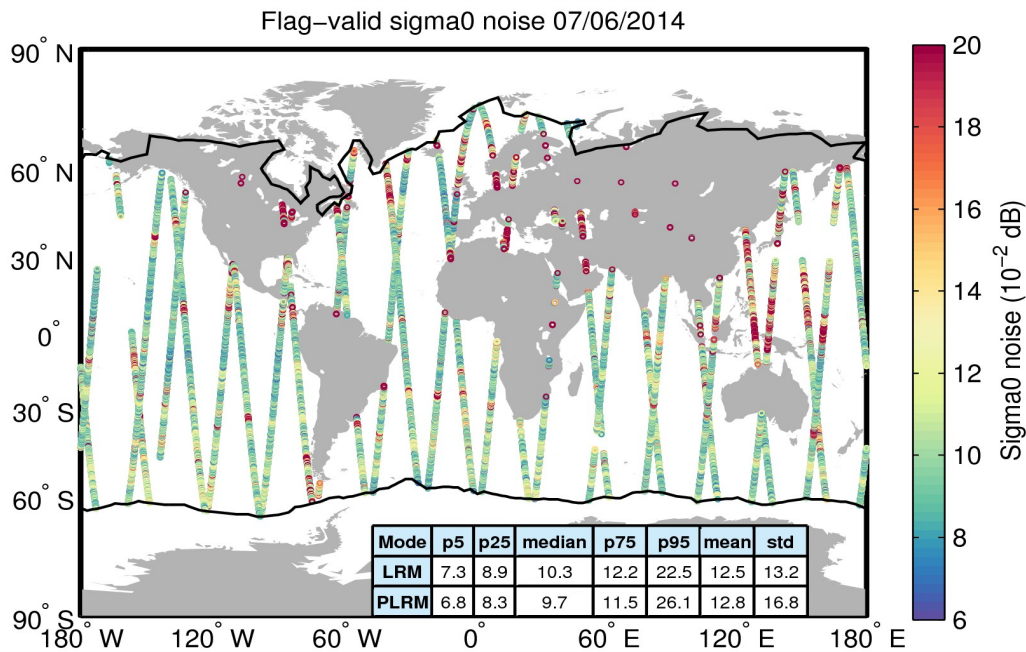 Flag−valid sigma0 noise 07/06/2014
90° N
60° N
30° N
0°
30° S
60° S
90° S
180° W
120° W
60° W
0°
60° E
120° E
180° E
Mode p5 p25 median p75 p95 mean std
LRM 7.3 8.9 10.3 12.2 22.5 12.5 13.2
PLRM 6.8 8.3 9.7 11.5 26.1 12.8 16.8
20
18
16
14
12
10
8
6
Sigma0 noise (10⁻² dB)